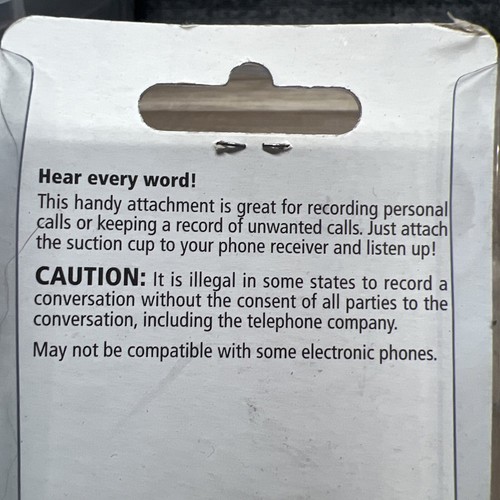 Hear every word!
This handy attachment is great for recording personal
calls or keeping a record of unwanted calls. Just attach
the suction cup to your phone receiver and listen up!
CAUTION: It is illegal in some states to record a
conversation without the consent of all parties to the
conversation, including the telephone company.
May not be compatible with some electronic phones.